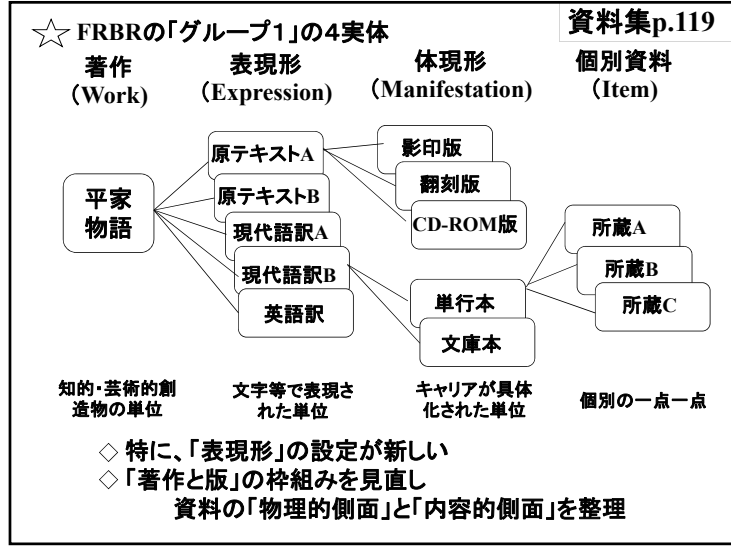 ☆ FRBRの「グループ1」の4実体
資料集p.119
著作
(Work)
表現形
(Expression)
体現形
(Manifestation)
個別資料
(Item)
平家
物語
原テキストA
原テキストB
現代語訳A
現代語訳B
英語訳
影印版
翻刻版
CD-ROM版
単行本
文庫本
所蔵A
所蔵B
所蔵C
知的・芸術的創
造物の単位
文字等で表現さ
れた単位
キャリアが具体
化された単位
個別の一点一点
◇ 特に、「表現形」の設定が新しい
◇ 「著作と版」の枠組みを見直し
資料の「物理的側面」と「内容的側面」を整理